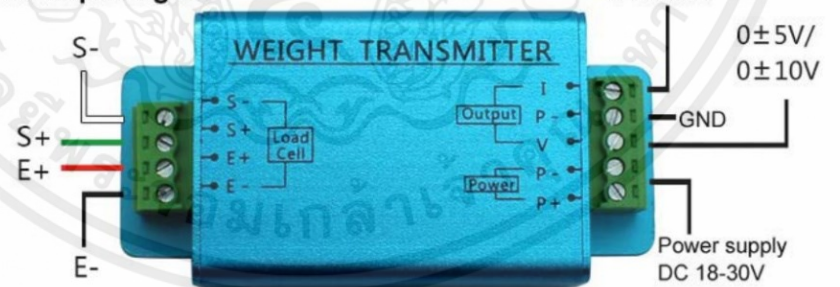 S-
S+
E+
E-
WEIGHT TRANSMITTER
S-
S+
E+
E-
Load
Cell
Output
Power
I
P-
V
P-
P+
0±5V/
0±10V
GND
Power supply
DC 18-30V